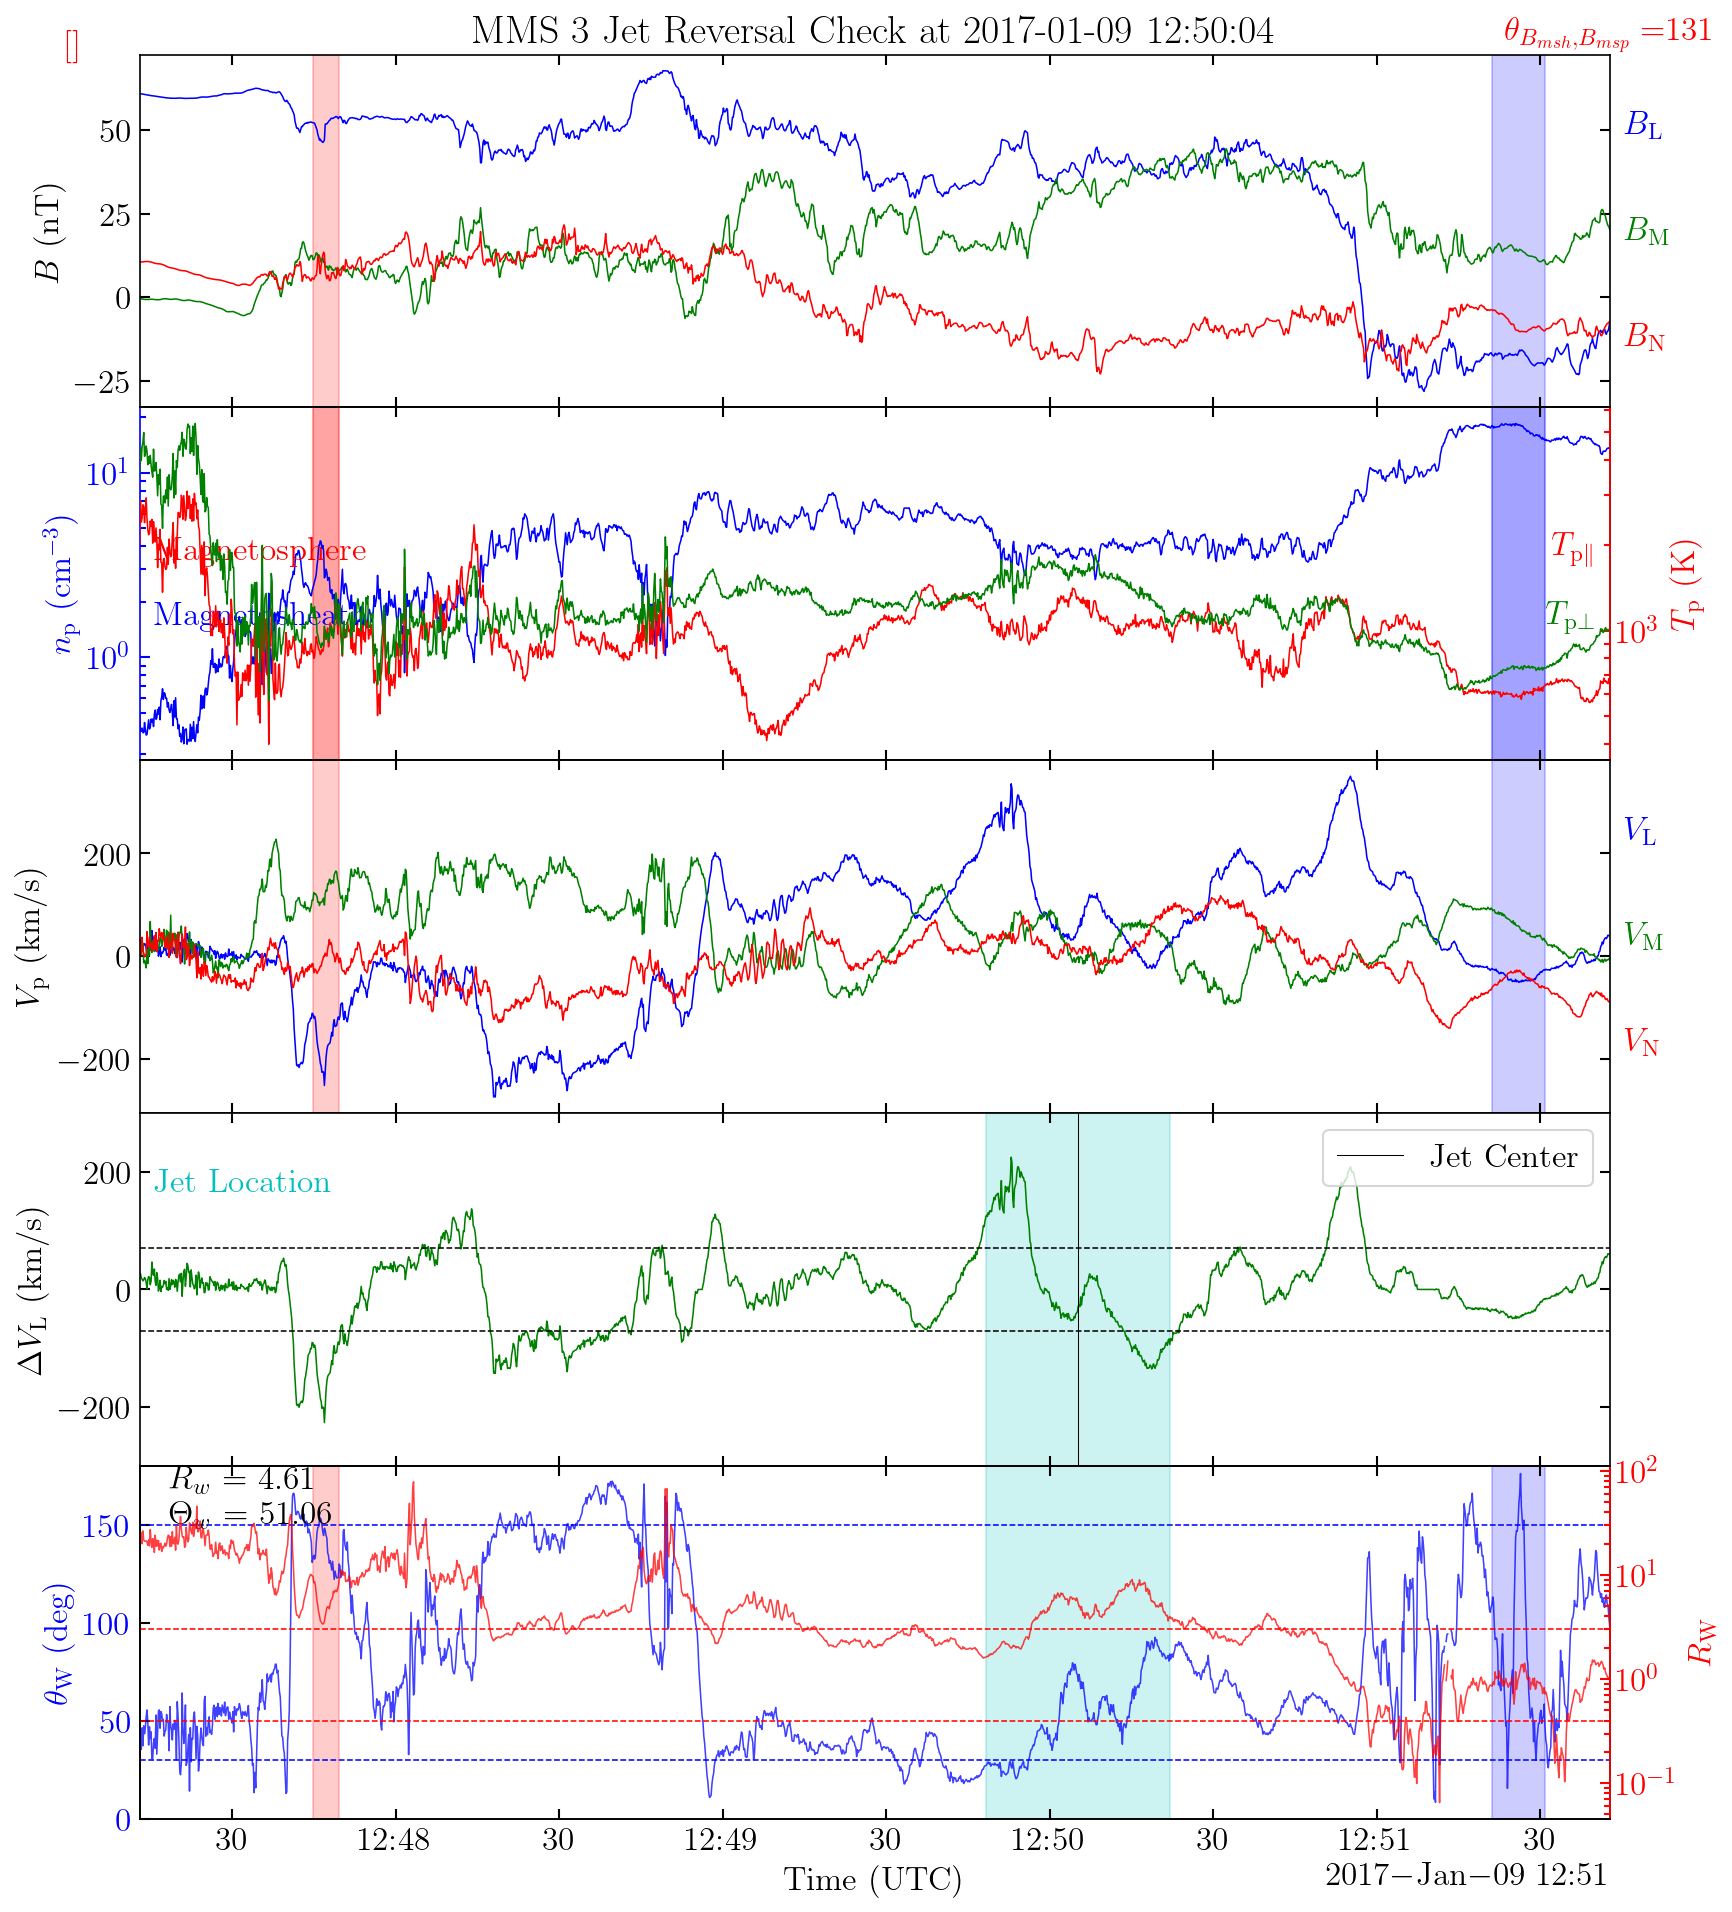 MMS 3 Jet Reversal Check at 2017-01-09 12:50:04
[]
θ_{B_{msh},B_{msp}} =131
B (nT)
50
25
0
−25
B_L
B_M
B_N
n_p (cm^{−3})
10^1
10^0
Magnetosphere
Magnetosheath
T_{p∥}
T_{p⊥}
10^3
T_p (K)
V_p (km/s)
200
0
−200
V_L
V_M
V_N
ΔV_L (km/s)
200
0
−200
Jet Location
Jet Center
R_w = 4.61
Θ_w = 51.06
θ_W (deg)
150
100
50
0
10^2
10^1
10^0
10^{−1}
R_W
30 12:48 30 12:49 30 12:50 30 12:51 30
Time (UTC)
2017−Jan−09 12:51